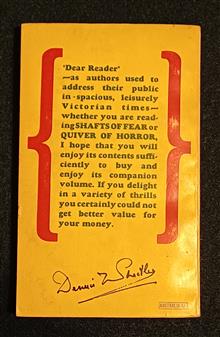 'Dear Reader'
—as authors used to
address their public
in spacious, leisurely
Victorian times—
whether you are read-
ing SHAFTS OF FEAR or
QUIVER OF HORROR,
I hope that you will
enjoy its contents suffi-
ciently to buy and
enjoy its companion
volume. If you delight
in a variety of thrills
you certainly could not
get better value for
your money.
Dennis Wheatley